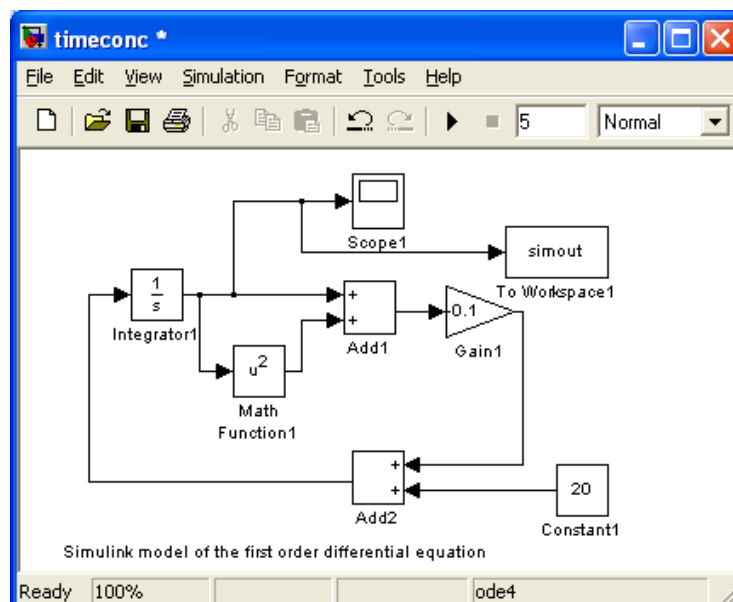 timeconc *
File Edit View Simulation Format Tools Help
5 Normal
Scope1
simout
To Workspace1
1
s
Integrator1
+
+
Add1
-0.1
Gain1
u2
Math
Function1
+
+
Add2
20
Constant1
Simulink model of the first order differential equation
Ready 100% ode4